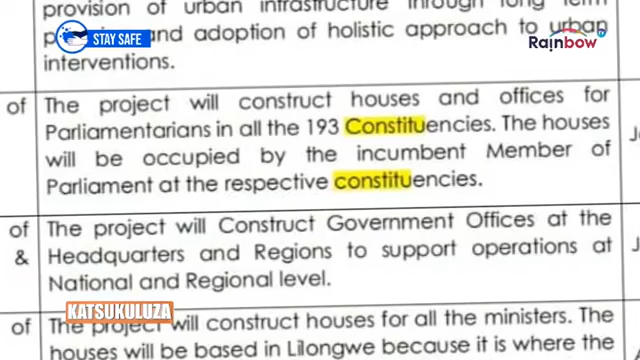 provision of urban infrastructure through long term
and adoption of holistic approach to urban
interventions.
STAY SAFE
Rainbow
of The project will construct houses and offices for
Parliamentarians in all the 193 Constituencies. The houses
will be occupied by the incumbent Member of
Parliament at the respective constituencies.
of The project will Construct Government Offices at the
& Headquarters and Regions to support operations at
National and Regional level.
KATSUKULUZA
of The project will construct houses for all the ministers. The
houses will be based in Lilongwe because it is where the